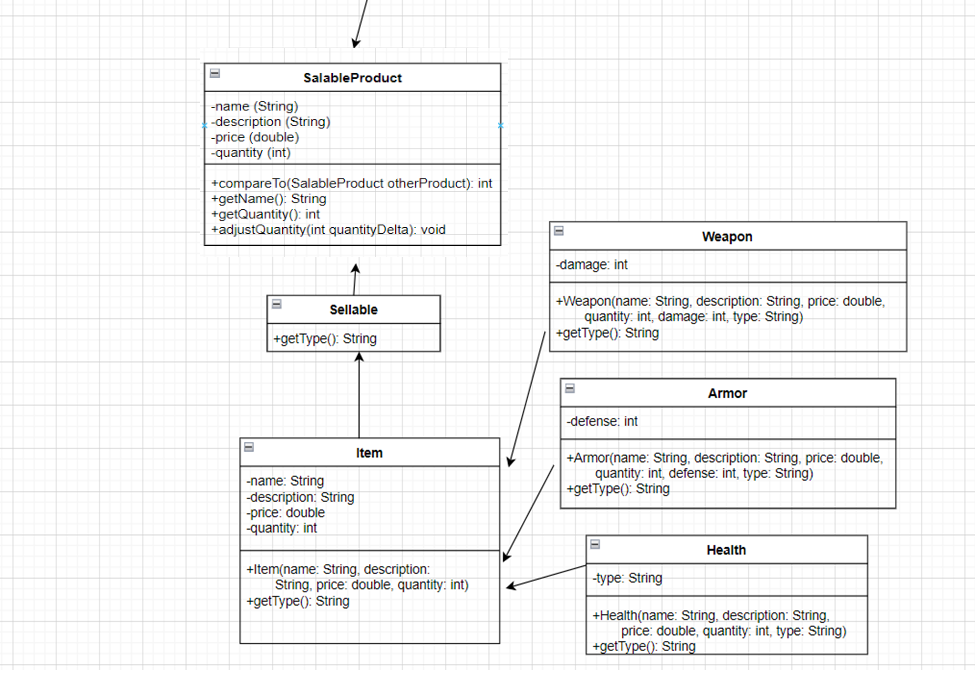 SalableProduct
-name (String)
-description (String)
-price (double)
-quantity (int)
+compareTo(SalableProduct otherProduct): int
+getName(): String
+getQuantity(): int
+adjustQuantity(int quantityDelta): void
Sellable
+getType(): String
Item
-name: String
-description: String
-price: double
-quantity: int
+Item(name: String, description:
String, price: double, quantity: int)
+getType(): String
Weapon
-damage: int
+Weapon(name: String, description: String, price: double,
quantity: int, damage: int, type: String)
+getType(): String
Armor
-defense: int
+Armor(name: String, description: String, price: double,
quantity: int, defense: int, type: String)
+getType(): String
Health
-type: String
+Health(name: String, description: String,
price: double, quantity: int, type: String)
+getType(): String